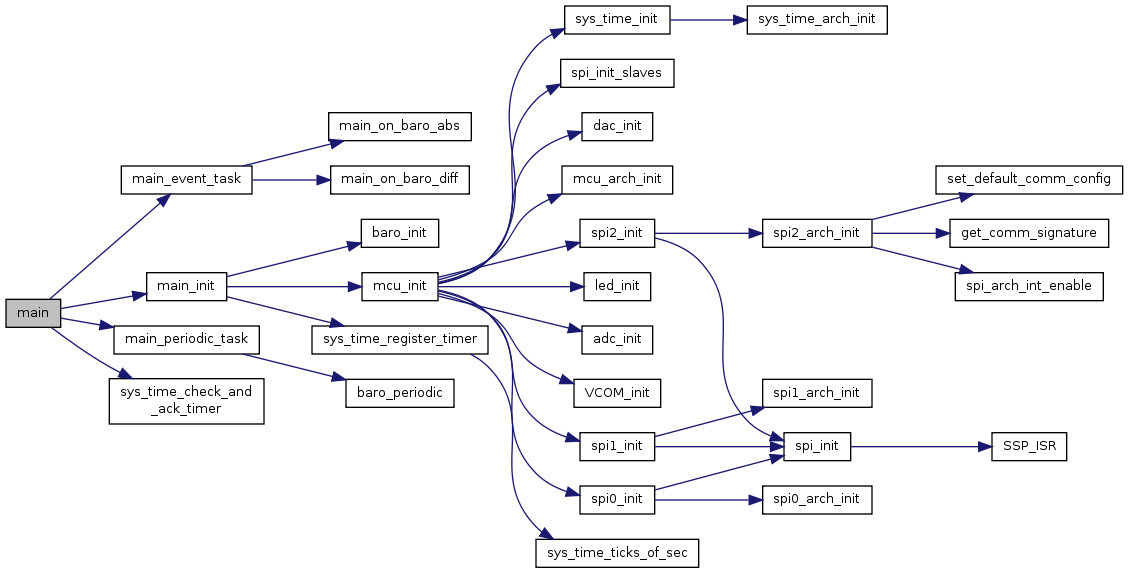 main
main_event_task
main_init
main_periodic_task
sys_time_check_and
_ack_timer
main_on_baro_abs
main_on_baro_diff
baro_init
mcu_init
sys_time_register_timer
baro_periodic
sys_time_init
spi_init_slaves
dac_init
mcu_arch_init
spi2_init
led_init
adc_init
VCOM_init
spi1_init
spi0_init
sys_time_ticks_of_sec
sys_time_arch_init
spi2_arch_init
spi1_arch_init
spi_init
spi0_arch_init
set_default_comm_config
get_comm_signature
spi_arch_int_enable
SSP_ISR